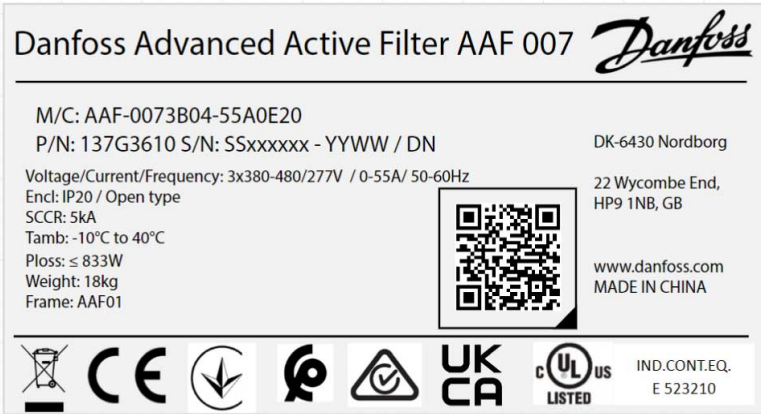 Danfoss Advanced Active Filter AAF 007
Danfoss
M/C: AAF-0073B04-55A0E20
P/N: 137G3610 S/N: SSxxxxxx - YYWW / DN
Voltage/Current/Frequency: 3x380-480/277V / 0-55A/ 50-60Hz
Encl: IP20 / Open type
SCCR: 5kA
Tamb: -10°C to 40°C
Ploss: ≤ 833W
Weight: 18kg
Frame: AAF01
DK-6430 Nordborg
22 Wycombe End,
HP9 1NB, GB
www.danfoss.com
MADE IN CHINA
CE
UK
CA
c UL us
LISTED
IND.CONT.EQ.
E 523210